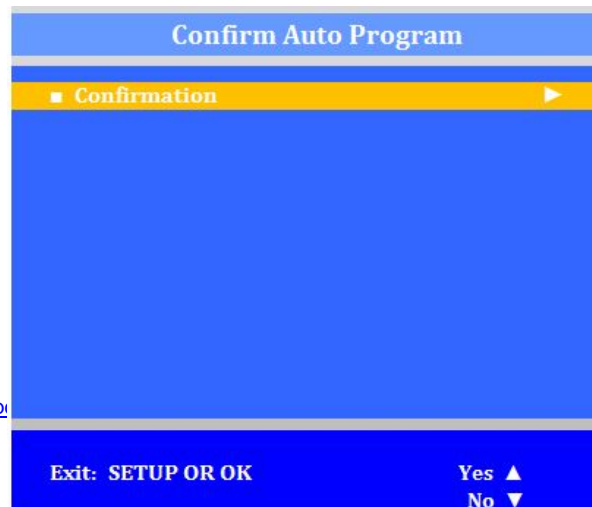 Confirm Auto Program
■ Confirmation ▶
Exit: SETUP OR OK Yes ▲
No ▼